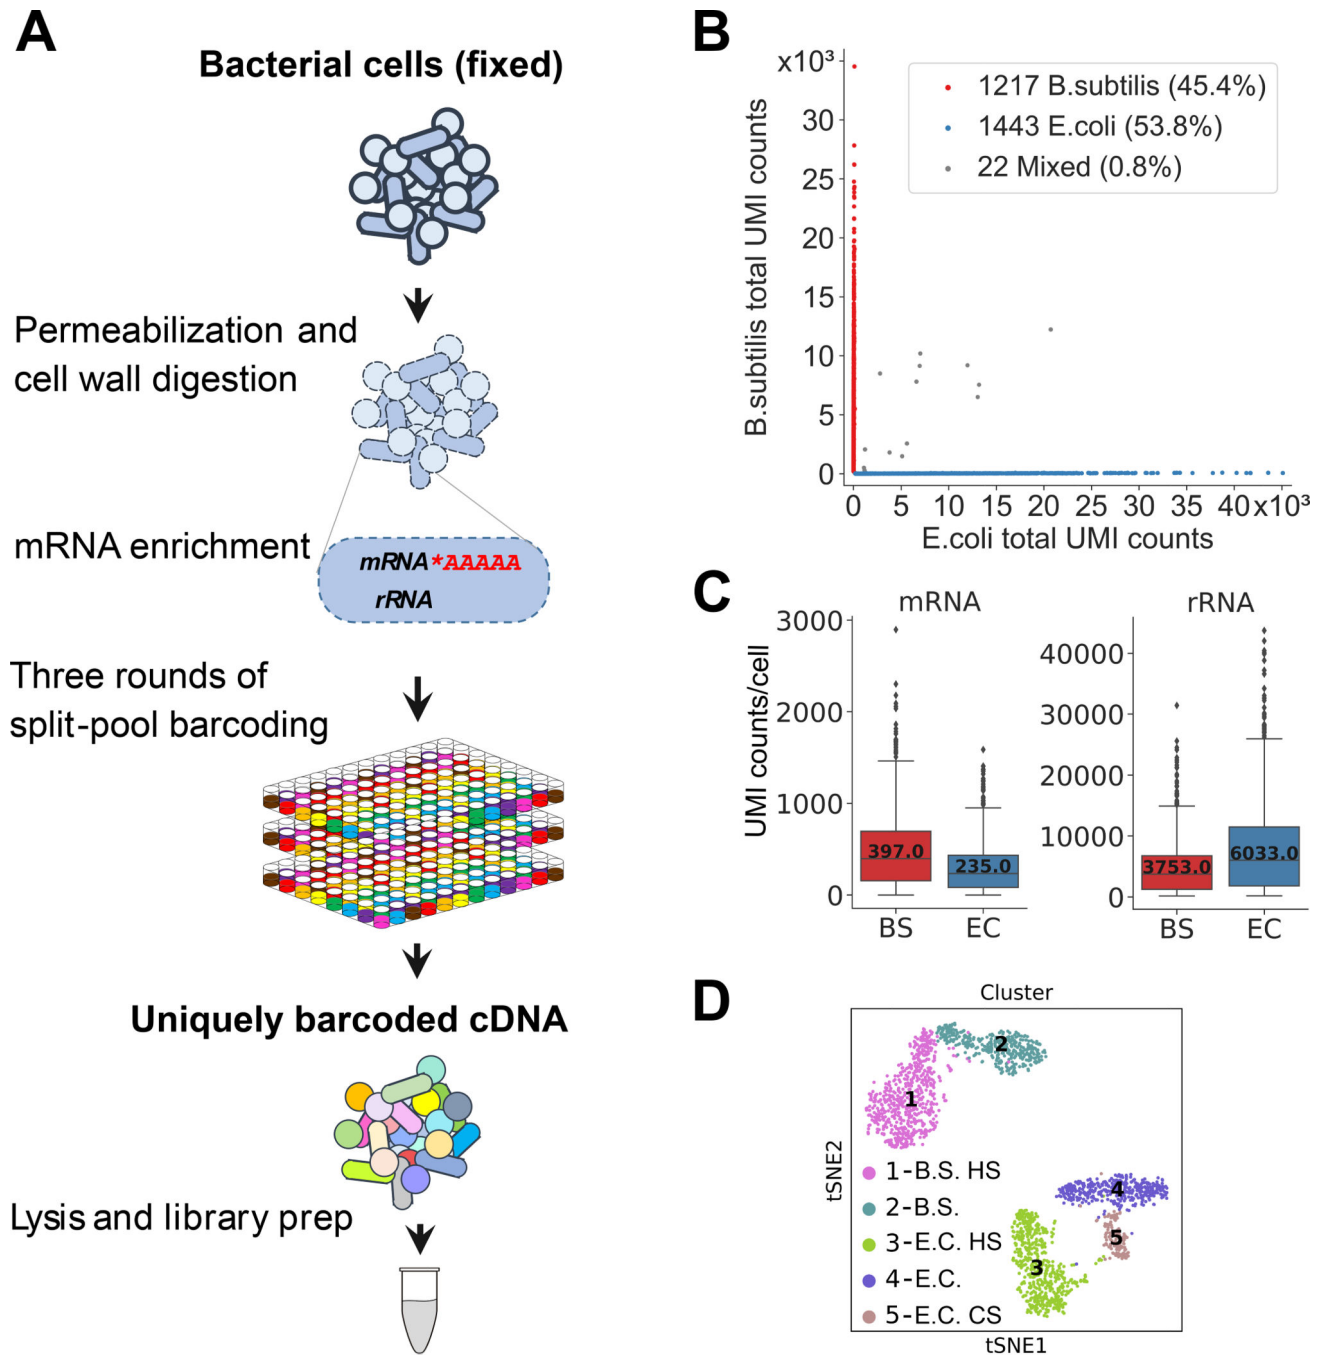 A
Bacterial cells (fixed)
Permeabilization and
cell wall digestion
mRNA enrichment
mRNA*AAAAA
rRNA
Three rounds of
split-pool barcoding
Uniquely barcoded cDNA
Lysis and library prep
B
x10³
30
25
20
15
10
5
0
B.subtilis total UMI counts
1217 B.subtilis (45.4%)
1443 E.coli (53.8%)
22 Mixed (0.8%)
0 5 10 15 20 25 30 35 40x10³
E.coli total UMI counts
C
mRNA
rRNA
UMI counts/cell
3000
2000
1000
0
397.0
235.0
BS EC
40000
30000
20000
10000
0
3753.0
6033.0
BS EC
D
Cluster
tSNE2
1
2
3
4
5
1-B.S. HS
2-B.S.
3-E.C. HS
4-E.C.
5-E.C. CS
tSNE1